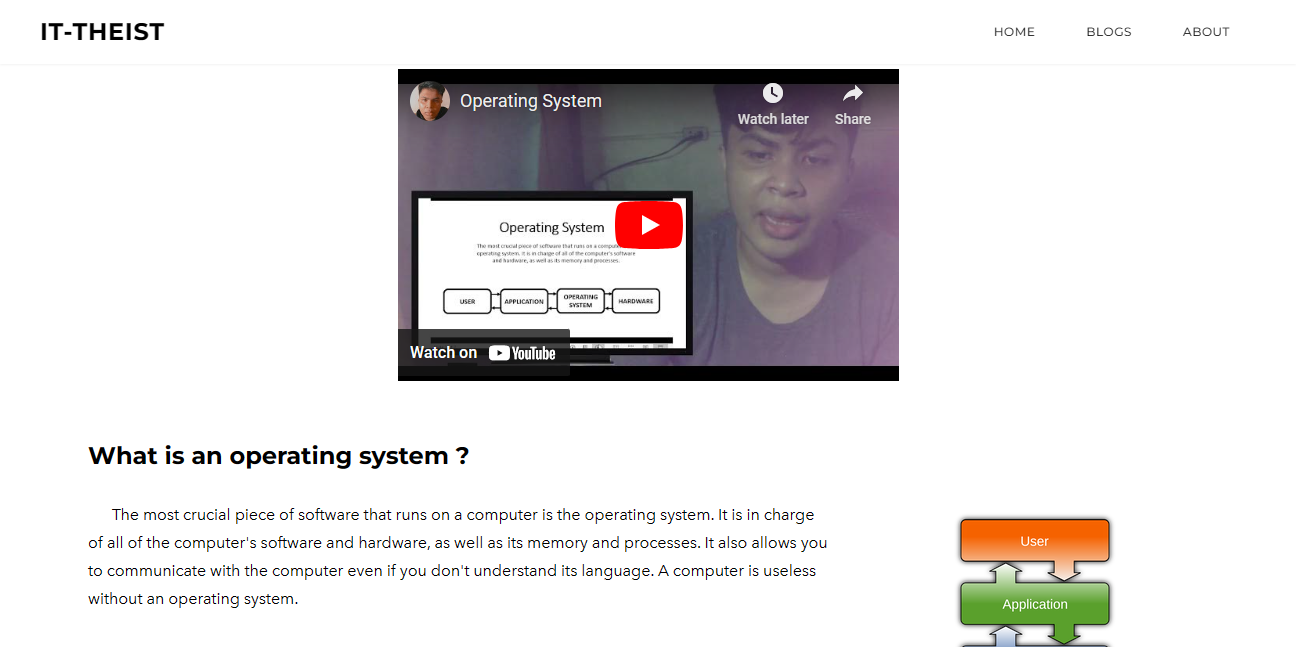 IT-THEIST
HOME BLOGS ABOUT
Operating System
Watch later Share
Operating System
The most crucial piece of software that runs on a computer
operating system. It is in charge of all of the computer's software
and hardware, as well as its memory and processes.
USER APPLICATION OPERATING SYSTEM HARDWARE
Watch on YouTube
What is an operating system ?
The most crucial piece of software that runs on a computer is the operating system. It is in charge
of all of the computer's software and hardware, as well as its memory and processes. It also allows you
to communicate with the computer even if you don't understand its language. A computer is useless
without an operating system.
User
Application